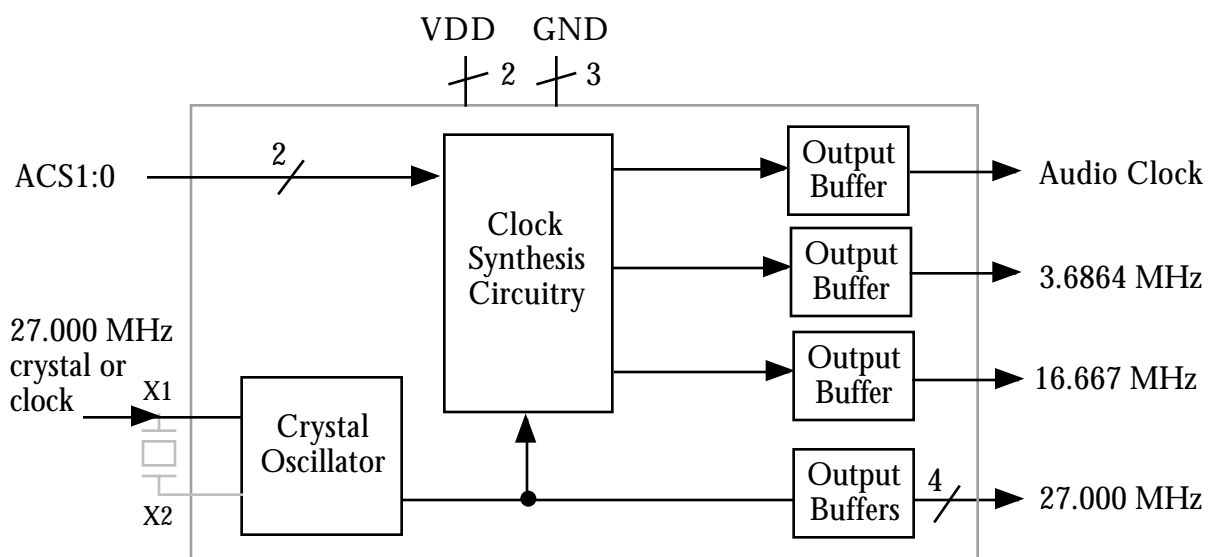 VDD GND
2 3
ACS1:0
2
Clock
Synthesis
Circuitry
Output
Buffer
Audio Clock
Output
Buffer
3.6864 MHz
Output
Buffer
16.667 MHz
27.000 MHz
crystal or
clock
X1
X2
Crystal
Oscillator
Output
Buffers
4
27.000 MHz